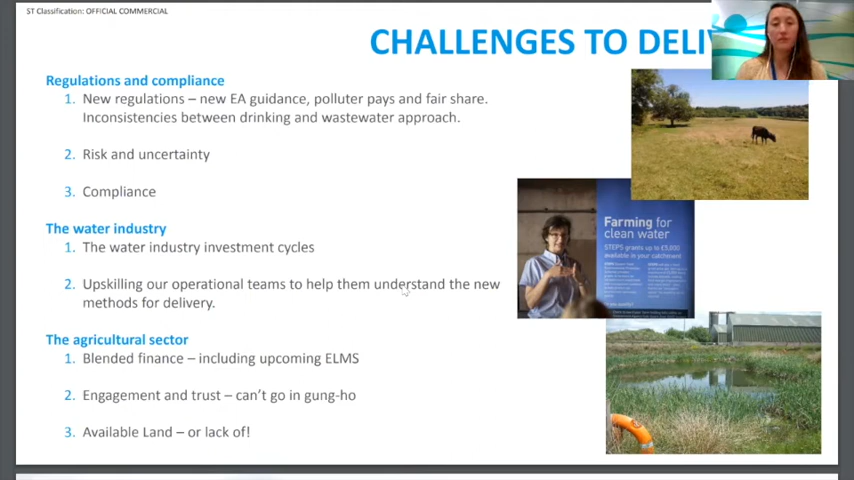 ST Classification: OFFICIAL COMMERCIAL
CHALLENGES TO
Regulations and compliance
1. New regulations – new EA guidance, polluter pays and fair share.
Inconsistencies between drinking and wastewater approach.
2. Risk and uncertainty
3. Compliance
The water industry
1. The water industry investment cycles
2. Upskilling our operational teams to help them understand the new
methods for delivery.
The agricultural sector
1. Blended finance – including upcoming ELMS
2. Engagement and trust – can't go in gung-ho
3. Available Land – or lack of!
Farming for
clean water
STEPS grants up to £5,000
available in your catchment